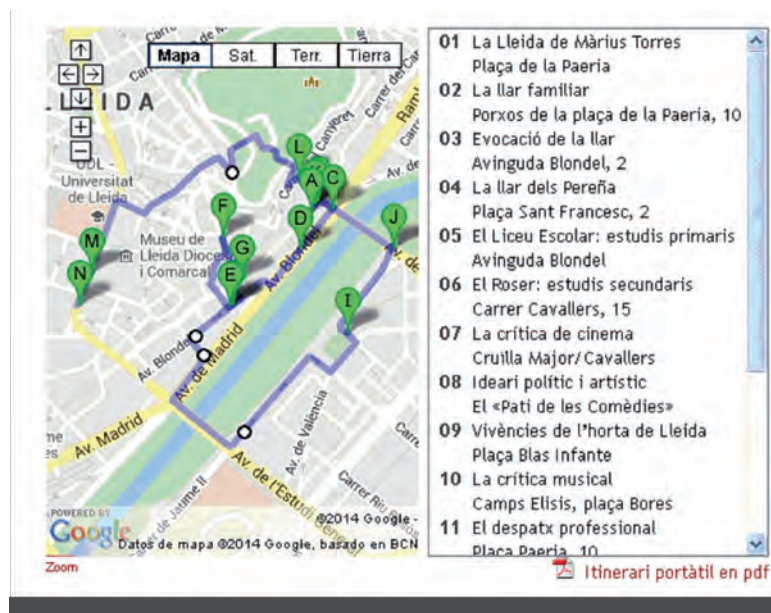 Mapa
Sat.
Terr.
Tierra
LLEIDA
UDL -
Universitat
de Lleida
Museu de
Lleida Dioce
i Comarcal
Av. Blondel
Av. de Madrid
Av. Blonde
Av. Madrid
Av. de València
Av. de l'Estudi General
Carrer de Jaume II
Carrer Riu
Canyeret
L
A
C
D
F
G
E
J
I
M
N
POWERED BY
Google
©2014 Google -
Datos de mapa ©2014 Google, basado en BCN
Zoom
01 La Lleida de Màrius Torres
Plaça de la Paeria
02 La llar familiar
Porxos de la plaça de la Paeria, 10
03 Evocació de la llar
Avinguda Blondel, 2
04 La llar dels Pereña
Plaça Sant Francesc, 2
05 El Liceu Escolar: estudis primaris
Avinguda Blondel
06 El Roser: estudis secundaris
Carrer Cavallers, 15
07 La crítica de cinema
Cruïlla Major/Cavallers
08 Ideari polític i artístic
El «Pati de les Comèdies»
09 Vivències de l'horta de Lleida
Plaça Blas Infante
10 La crítica musical
Camps Elisis, plaça Bores
11 El despatx professional
Plaça Paeria, 10
Itinerari portàtil en pdf